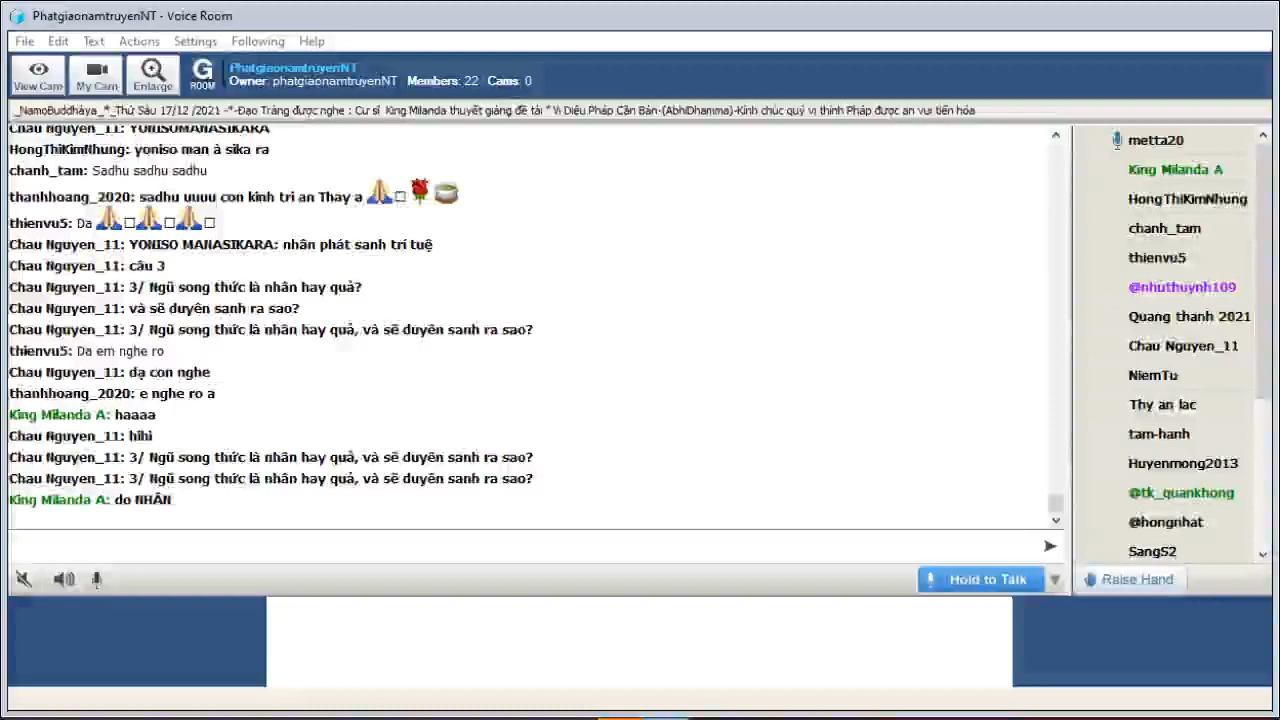 PhatgiaonamtruyenNT - Voice Room
File Edit Text Actions Settings Following Help
View Cam My Cam Enlarge G ROOM
PhatgiaonamtruyenNT
Owner: phatgiaonamtruyenNT Members: 22 Cams: 0
_NamoBuddhàya_*_Thứ Sáu 17/12 /2021 -*-Đạo Tràng được nghe : Cư sĩ King Milanda thuyết giảng đề tài " Vi Diệu Pháp Căn Bản-(AbhiDhamma)-Kính chúc quý vị thính Pháp được an vui tiến hóa
Chau Nguyen_11: YONISOMANASIKARA
HongThiKimNhung: yoniso man à sika ra
chanh_tam: Sadhu sadhu sadhu
thanhhoang_2020: sadhu uuuu con kinh tri an Thay a
thienvu5: Da
Chau Nguyen_11: YONISO MANASIKARA: nhân phát sanh trí tuệ
Chau Nguyen_11: câu 3
Chau Nguyen_11: 3/ Ngũ song thức là nhân hay quả?
Chau Nguyen_11: và sẽ duyên sanh ra sao?
Chau Nguyen_11: 3/ Ngũ song thức là nhân hay quả, và sẽ duyên sanh ra sao?
thienvu5: Da em nghe ro
Chau Nguyen_11: dạ con nghe
thanhhoang_2020: e nghe ro a
King Milanda A: haaaa
Chau Nguyen_11: hihi
Chau Nguyen_11: 3/ Ngũ song thức là nhân hay quả, và sẽ duyên sanh ra sao?
Chau Nguyen_11: 3/ Ngũ song thức là nhân hay quả, và sẽ duyên sanh ra sao?
King Milanda A: do NHÂN
Hold to Talk
metta20
King Milanda A
HongThiKimNhung
chanh_tam
thienvu5
@nhuthuynh109
Quang thanh 2021
Chau Nguyen_11
NiemTu
Thy an lac
tam-hanh
Huyenmong2013
@tk_quankhong
@hongnhat
SangS2
Raise Hand